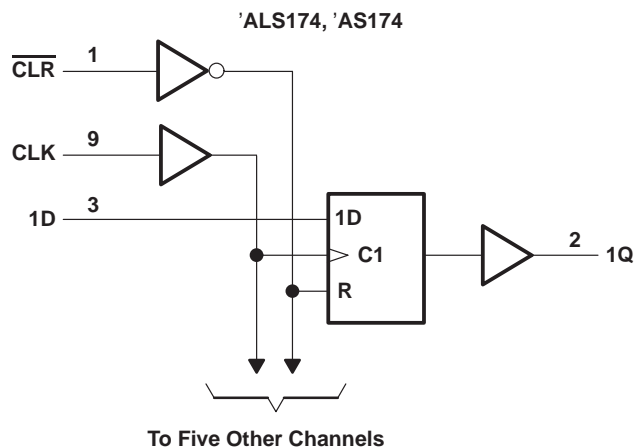 'ALS174, 'AS174
CLR 1
CLK 9
1D 3
1D
C1
R
2 1Q
To Five Other Channels